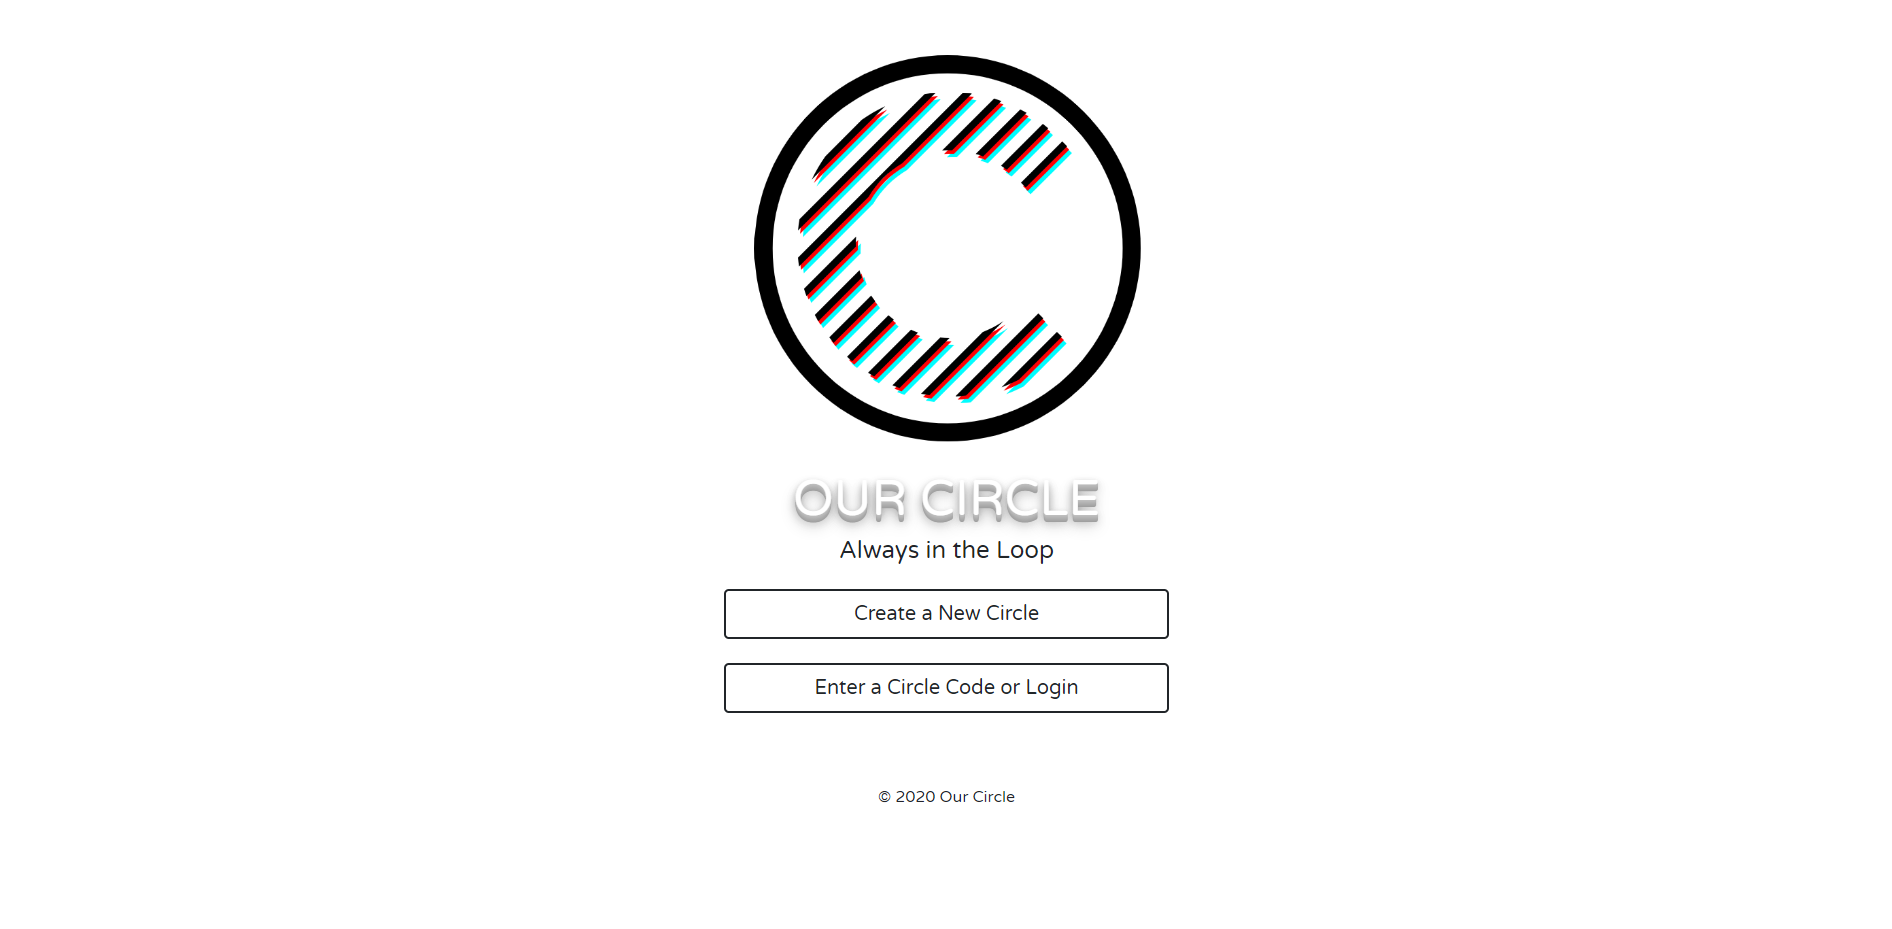 C
OUR CIRCLE
Always in the Loop
Create a New Circle
Enter a Circle Code or Login
© 2020 Our Circle